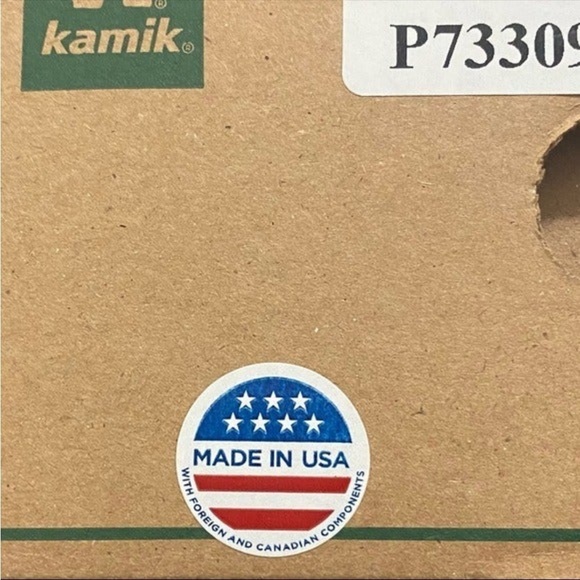 kamik®
P73309
MADE IN USA
WITH FOREIGN AND CANADIAN COMPONENTS